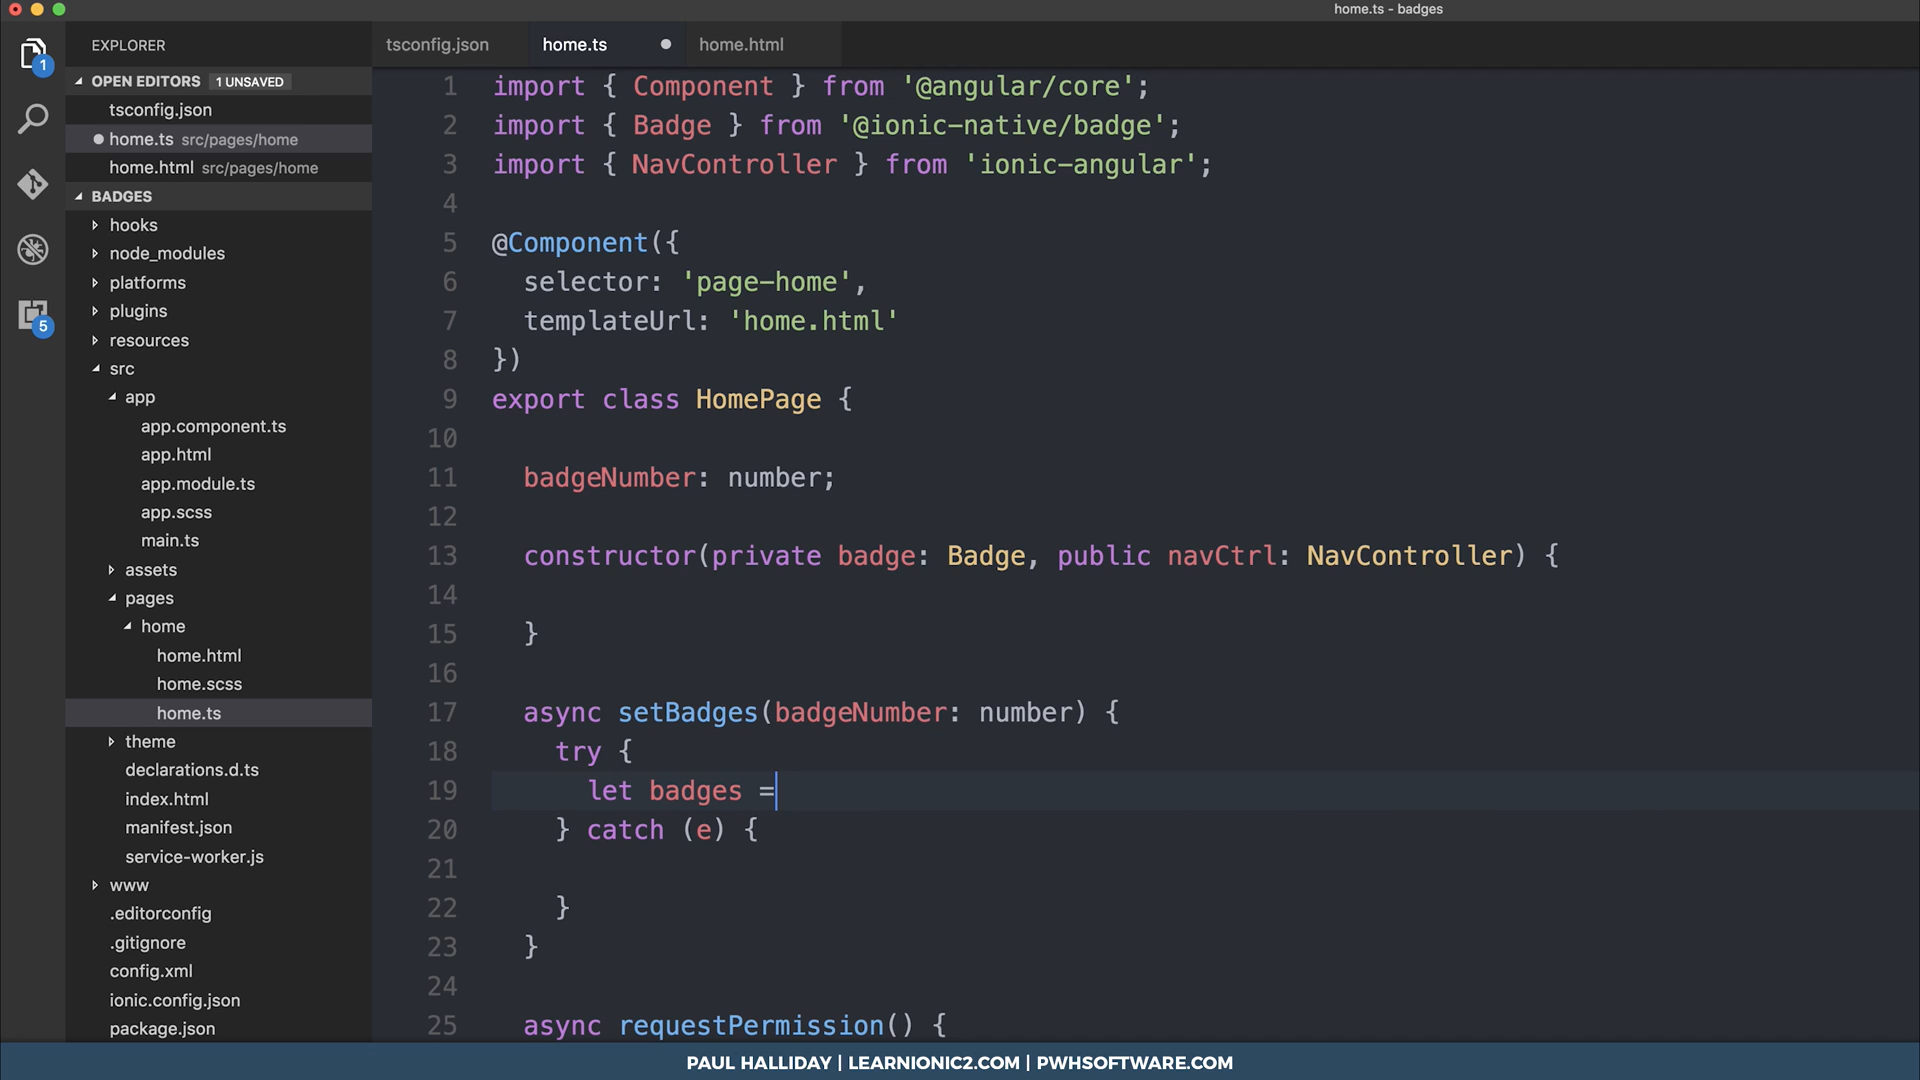 home.ts - badges
EXPLORER
OPEN EDITORS 1 UNSAVED
tsconfig.json
home.ts src/pages/home
home.html src/pages/home
BADGES
hooks
node_modules
platforms
plugins
resources
src
app
app.component.ts
app.html
app.module.ts
app.scss
main.ts
assets
pages
home
home.html
home.scss
home.ts
theme
declarations.d.ts
index.html
manifest.json
service-worker.js
www
.editorconfig
.gitignore
config.xml
ionic.config.json
package.json
1
5
tsconfig.json home.ts home.html
1 import { Component } from '@angular/core';
2 import { Badge } from '@ionic-native/badge';
3 import { NavController } from 'ionic-angular';
4
5 @Component({
6 selector: 'page-home',
7 templateUrl: 'home.html'
8 })
9 export class HomePage {
10
11 badgeNumber: number;
12
13 constructor(private badge: Badge, public navCtrl: NavController) {
14
15 }
16
17 async setBadges(badgeNumber: number) {
18 try {
19 let badges =
20 } catch (e) {
21
22 }
23 }
24
25 async requestPermission() {
PAUL HALLIDAY | LEARNIONIC2.COM | PWHSOFTWARE.COM